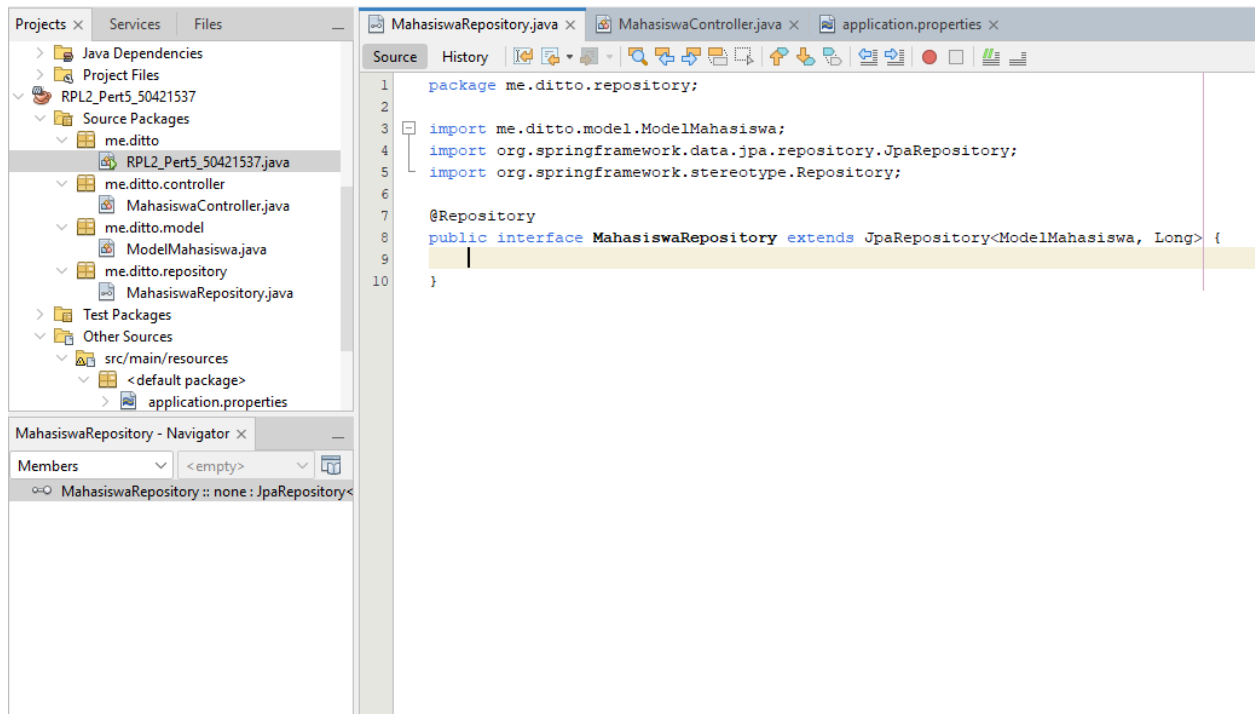 Projects × Services Files
Java Dependencies
Project Files
RPL2_Pert5_50421537
Source Packages
me.ditto
RPL2_Pert5_50421537.java
me.ditto.controller
MahasiswaController.java
me.ditto.model
ModelMahasiswa.java
me.ditto.repository
MahasiswaRepository.java
Test Packages
Other Sources
src/main/resources
<default package>
application.properties
MahasiswaRepository - Navigator ×
Members <empty>
MahasiswaRepository :: none : JpaRepository<
MahasiswaRepository.java × MahasiswaController.java × application.properties ×
Source History
1 package me.ditto.repository;
2
3 import me.ditto.model.ModelMahasiswa;
4 import org.springframework.data.jpa.repository.JpaRepository;
5 import org.springframework.stereotype.Repository;
6
7 @Repository
8 public interface MahasiswaRepository extends JpaRepository<ModelMahasiswa, Long> {
9
10 }